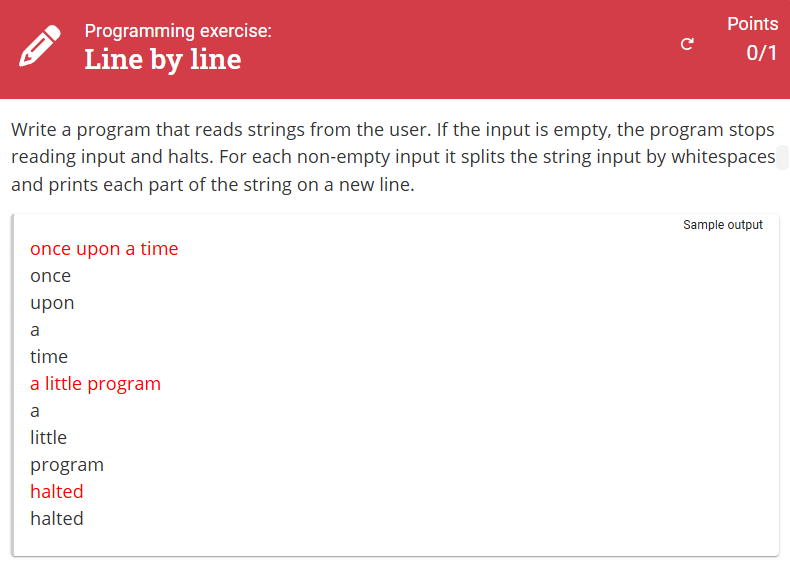 Programming exercise:
Line by line
Points
0/1
Write a program that reads strings from the user. If the input is empty, the program stops
reading input and halts. For each non-empty input it splits the string input by whitespaces
and prints each part of the string on a new line.
Sample output
once upon a time
once
upon
a
time
a little program
a
little
program
halted
halted